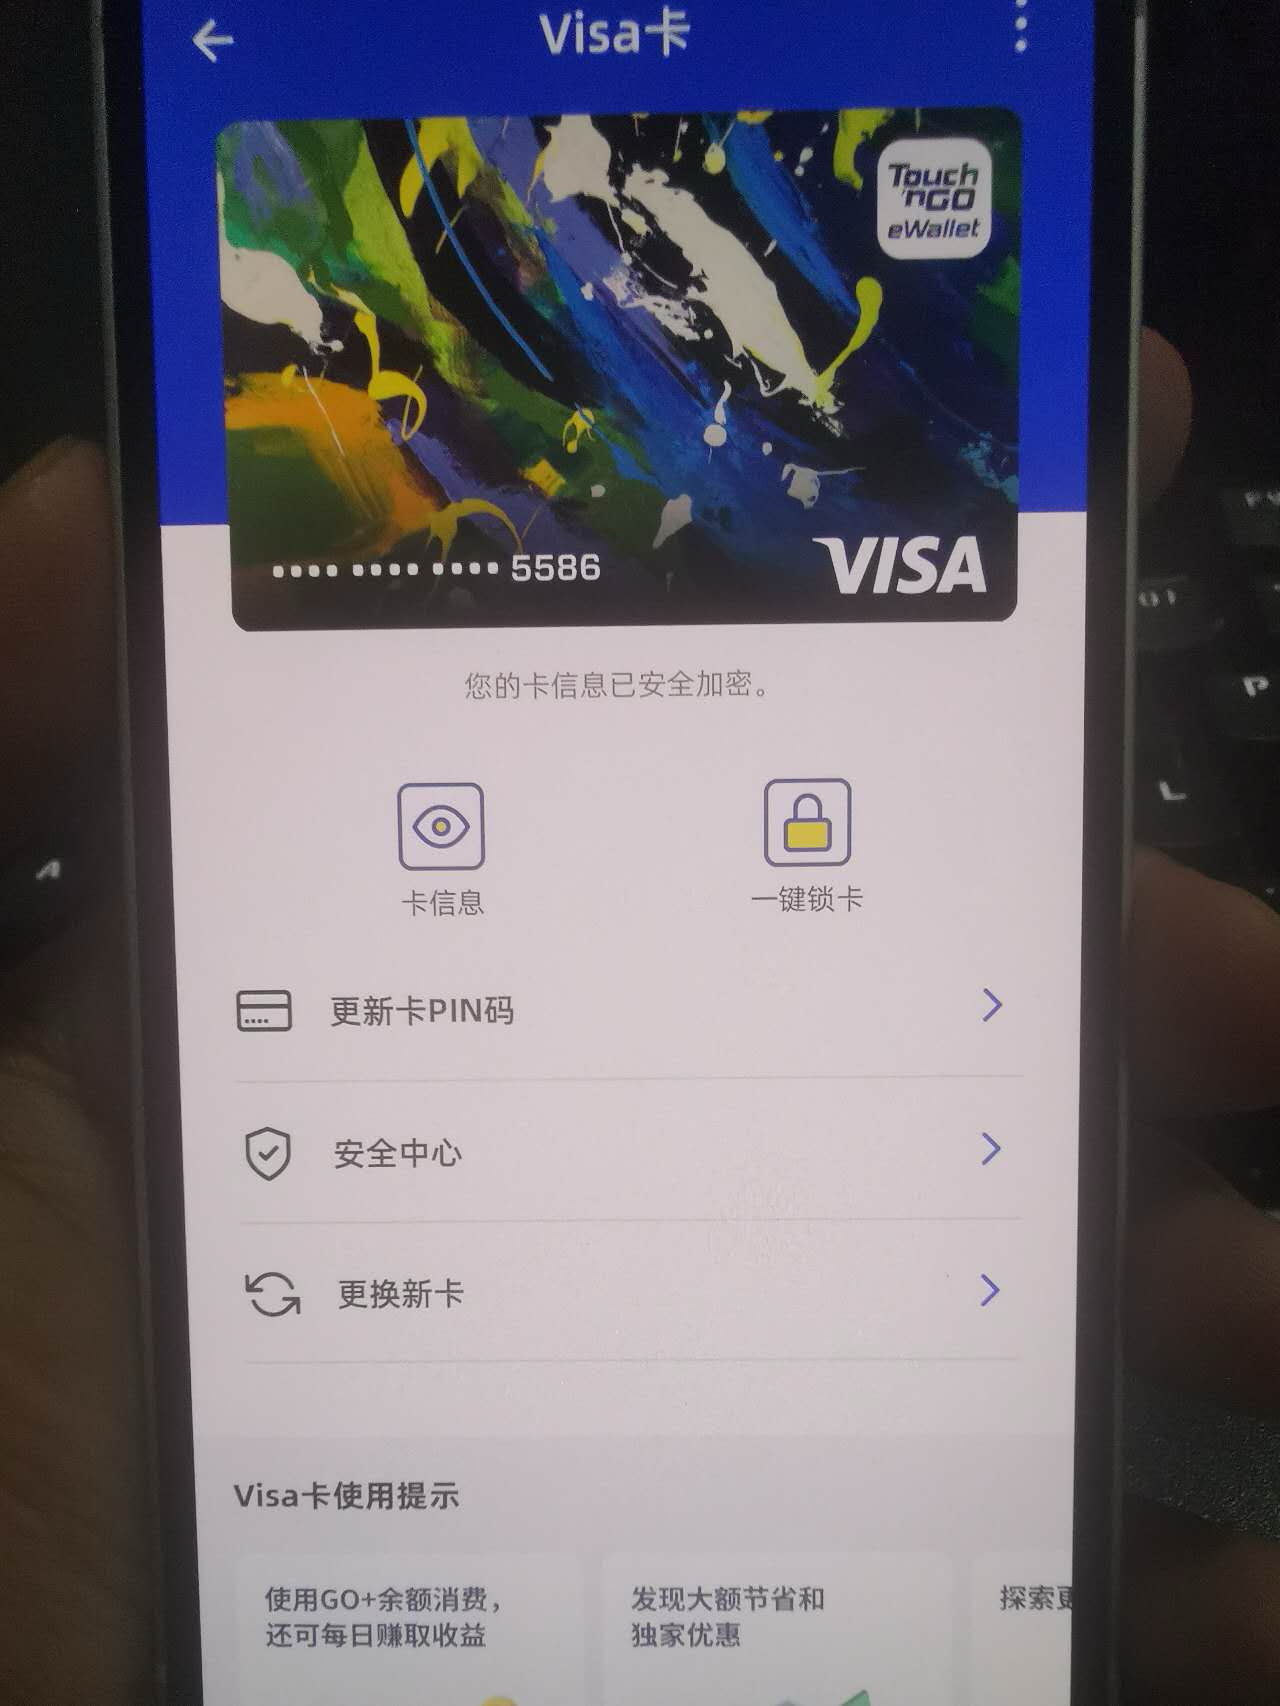 Visa卡
Touch
'nGO
eWallet
•••• •••• •••• 5586
VISA
您的卡信息已安全加密。
卡信息
一键锁卡
更新卡PIN码
安全中心
更换新卡
Visa卡使用提示
使用GO+余额消费，
还可每日赚取收益
发现大额节省和
独家优惠
探索更
P
L
A